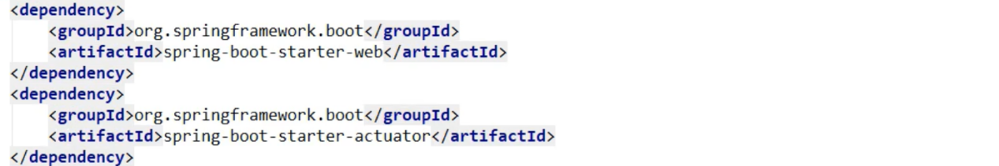 <dependency>
    <groupId>org.springframework.boot</groupId>
    <artifactId>spring-boot-starter-web</artifactId>
</dependency>
<dependency>
    <groupId>org.springframework.boot</groupId>
    <artifactId>spring-boot-starter-actuator</artifactId>
</dependency>